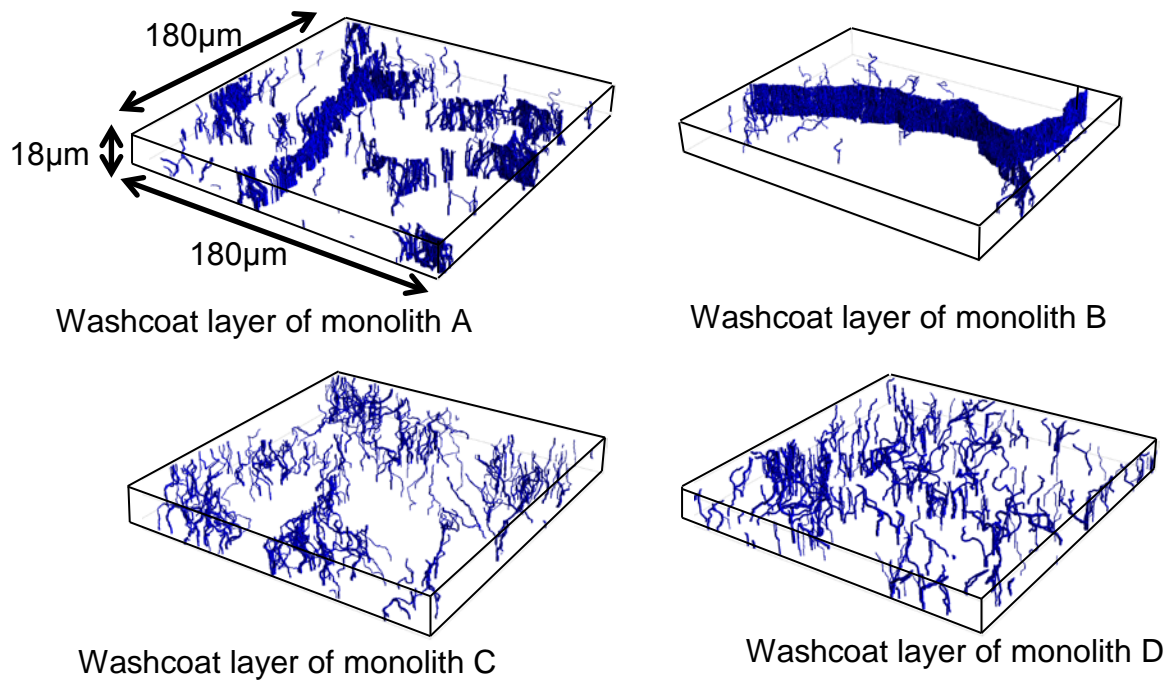 180µm
18µm
180µm
Washcoat layer of monolith A
Washcoat layer of monolith B
Washcoat layer of monolith C
Washcoat layer of monolith D